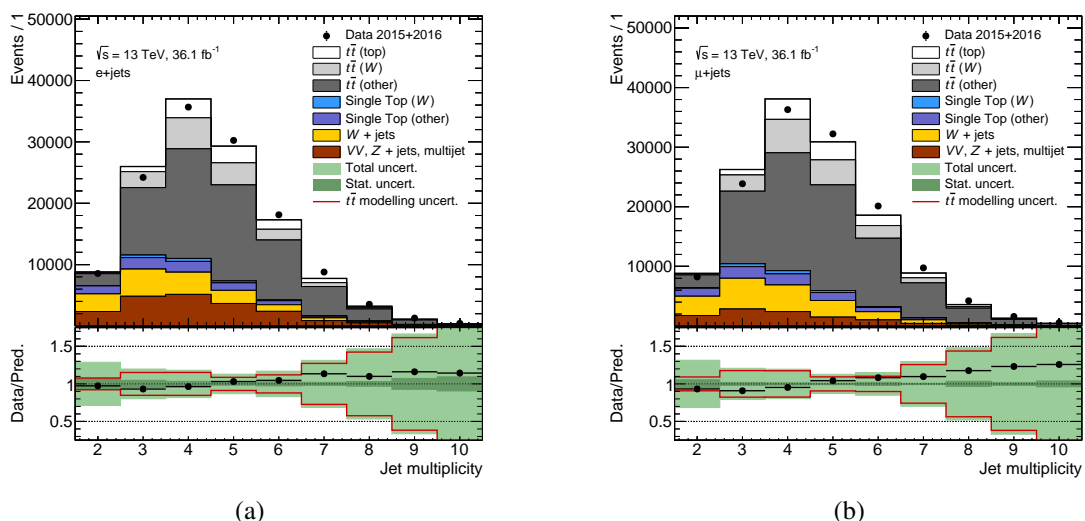 Events / 1
50000
40000
30000
20000
10000
√s = 13 TeV, 36.1 fb⁻¹
e+jets
Data 2015+2016
tt̄ (top)
tt̄ (W)
tt̄ (other)
Single Top (W)
Single Top (other)
W + jets
VV, Z + jets, multijet
Total uncert.
Stat. uncert.
tt̄ modelling uncert.
Data/Pred.
1.5
1
0.5
2 3 4 5 6 7 8 9 10
Jet multiplicity
(a)
Events / 1
50000
40000
30000
20000
10000
√s = 13 TeV, 36.1 fb⁻¹
μ+jets
Data 2015+2016
tt̄ (top)
tt̄ (W)
tt̄ (other)
Single Top (W)
Single Top (other)
W + jets
VV, Z + jets, multijet
Total uncert.
Stat. uncert.
tt̄ modelling uncert.
Data/Pred.
1.5
1
0.5
2 3 4 5 6 7 8 9 10
Jet multiplicity
(b)